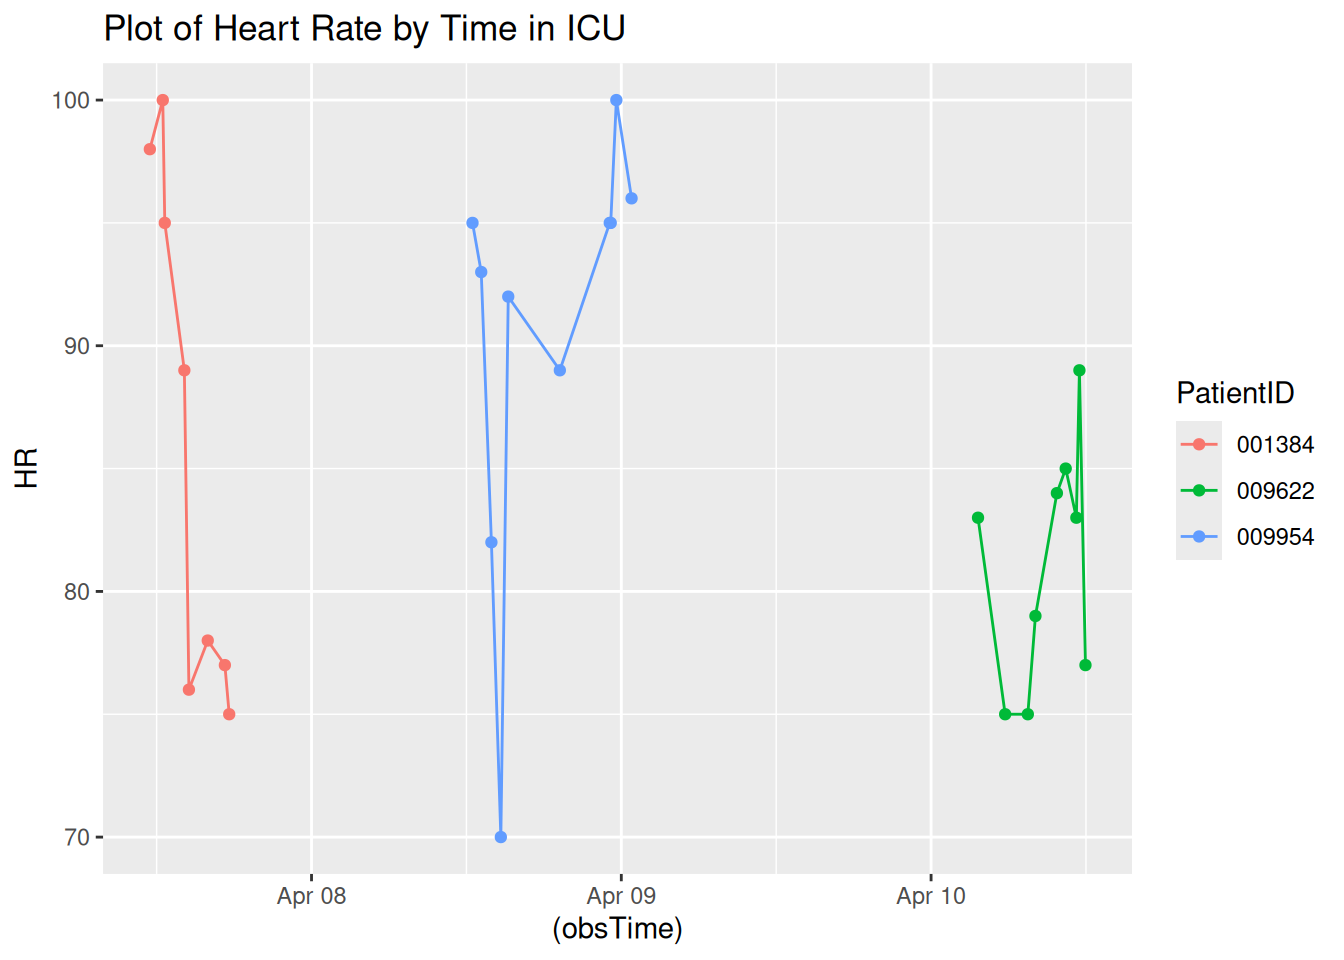 Plot of Heart Rate by Time in ICU
100
90
80
70
HR
Apr 08
Apr 09
Apr 10
(obsTime)
PatientID
001384
009622
009954